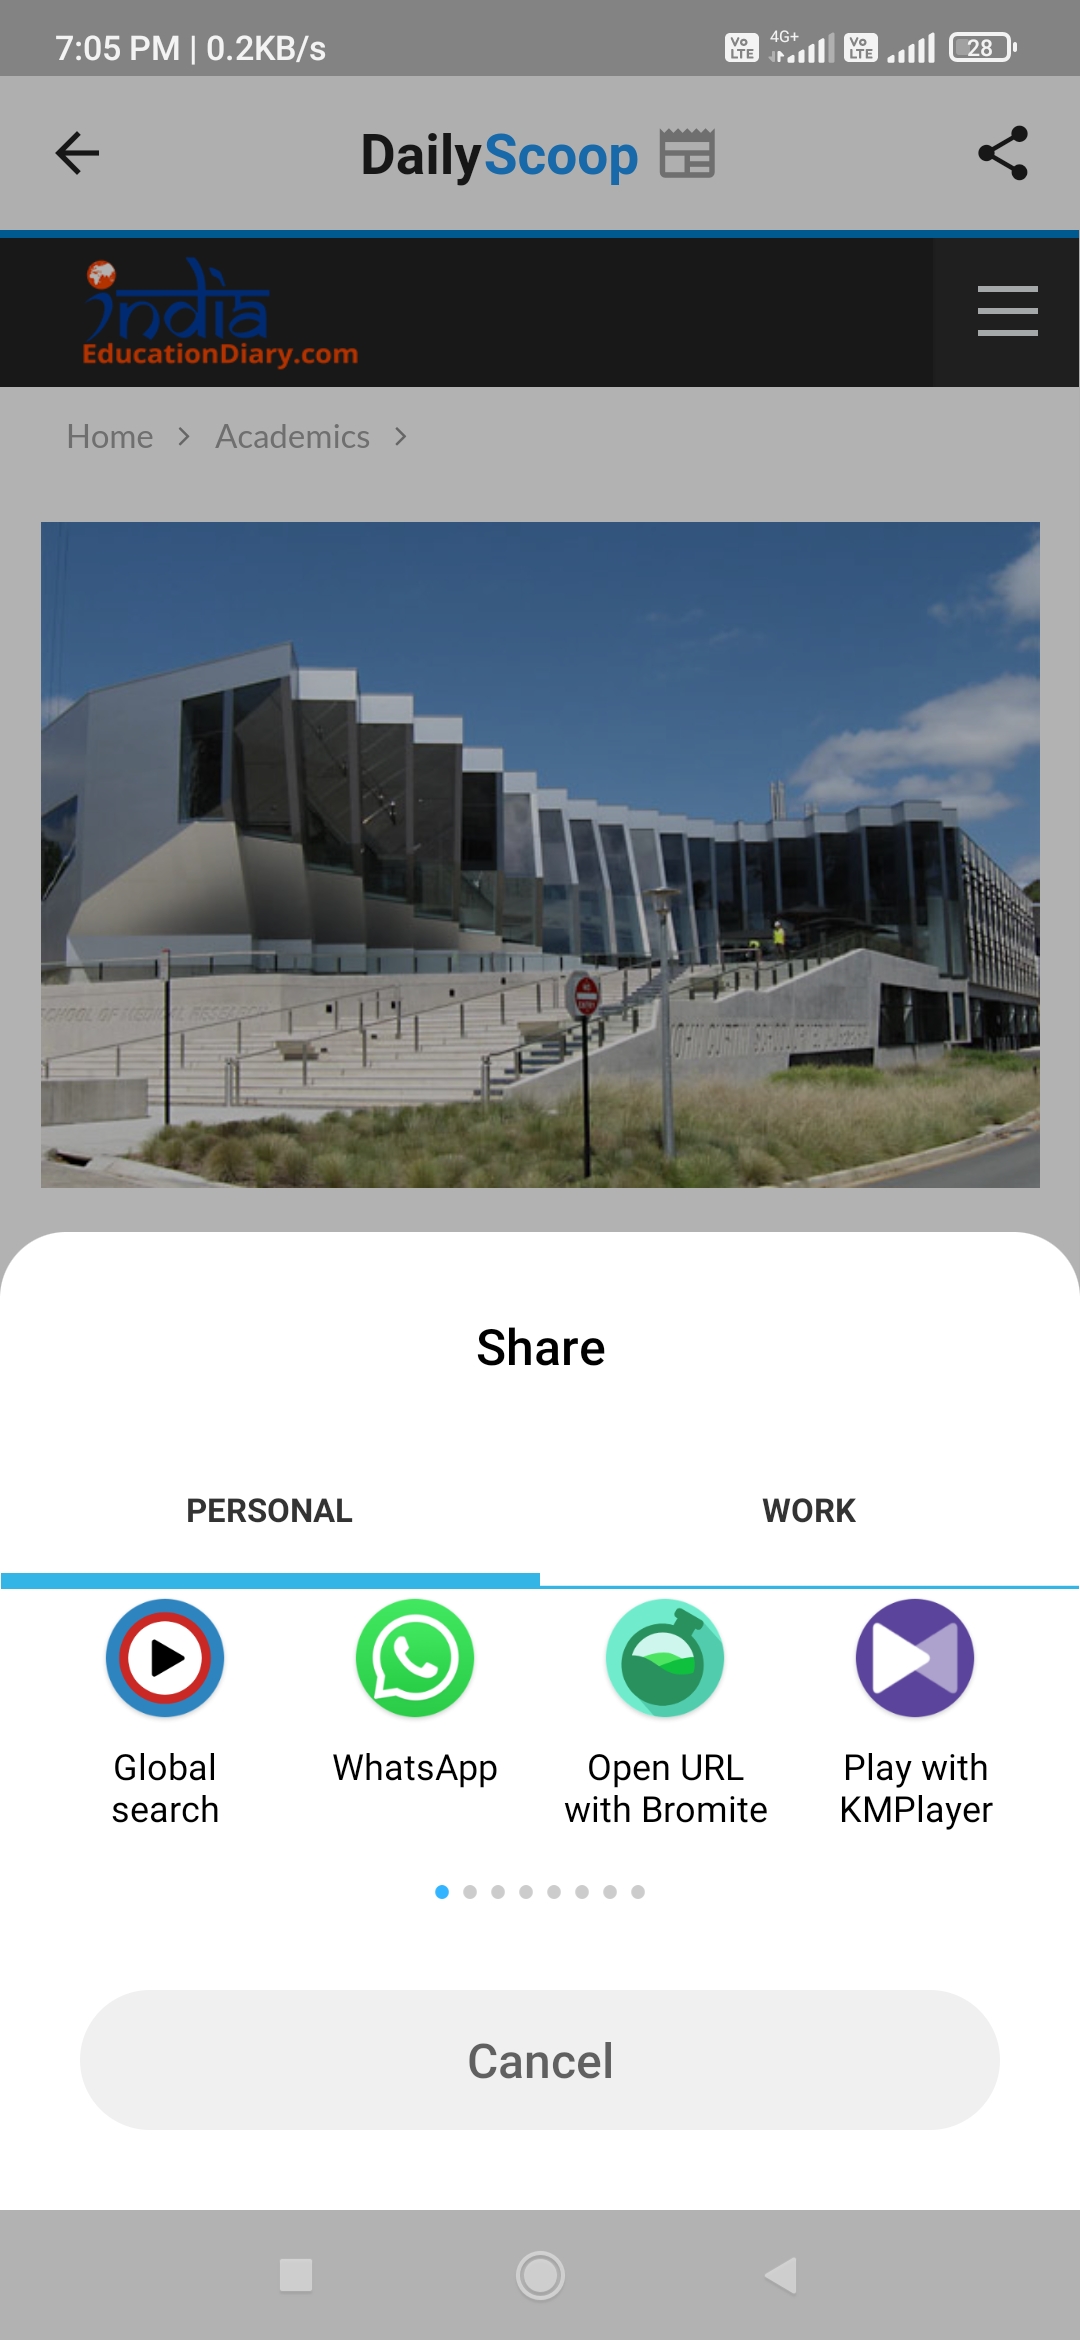 7:05 PM | 0.2KB/s
Vo LTE 4G+ Vo LTE 28
DailyScoop
india
EducationDiary.com
Home > Academics >
SCHOOL OF MEDICAL RESEARCH
NO
ENTRY
JOHN CURTIN SCHOOL OF MEDICAL
Share
PERSONAL WORK
Global search
WhatsApp
Open URL with Bromite
Play with KMPlayer
Cancel